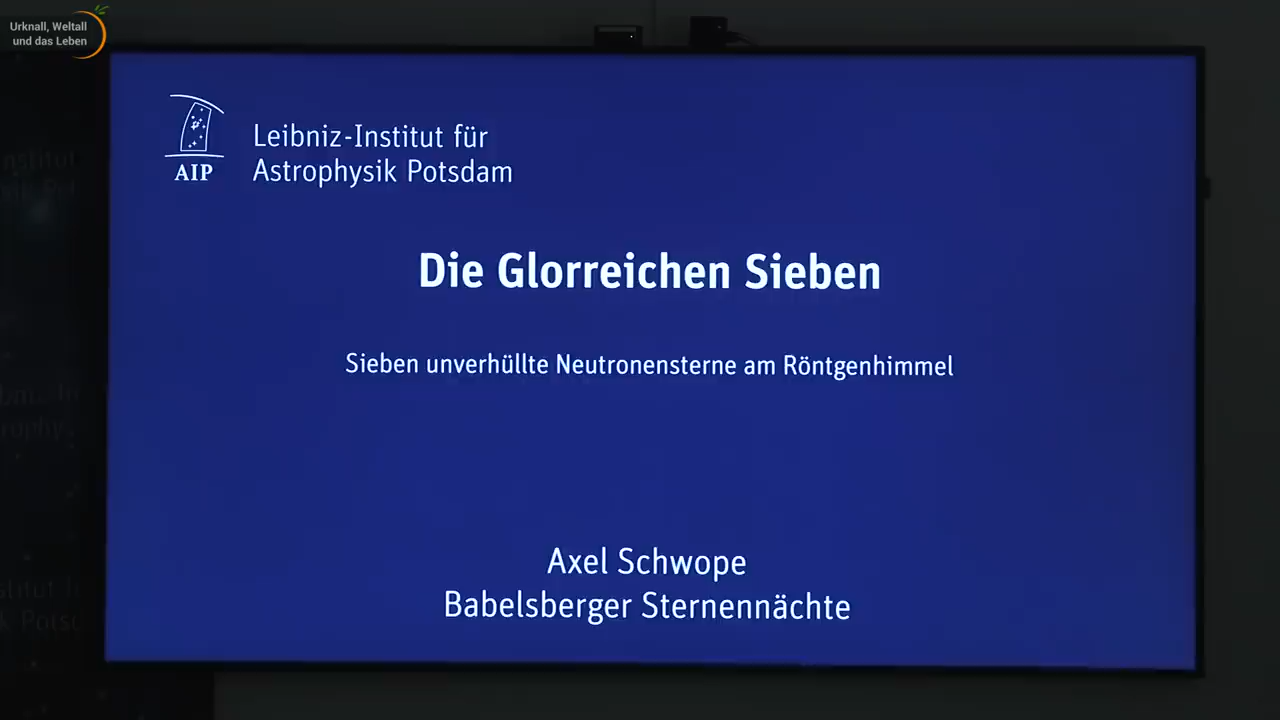 Urknall, Weltall
und das Leben
Leibniz-Institut für
Astrophysik Potsdam
AIP
Die Glorreichen Sieben
Sieben unverhüllte Neutronensterne am Röntgenhimmel
Axel Schwope
Babelsberger Sternennächte